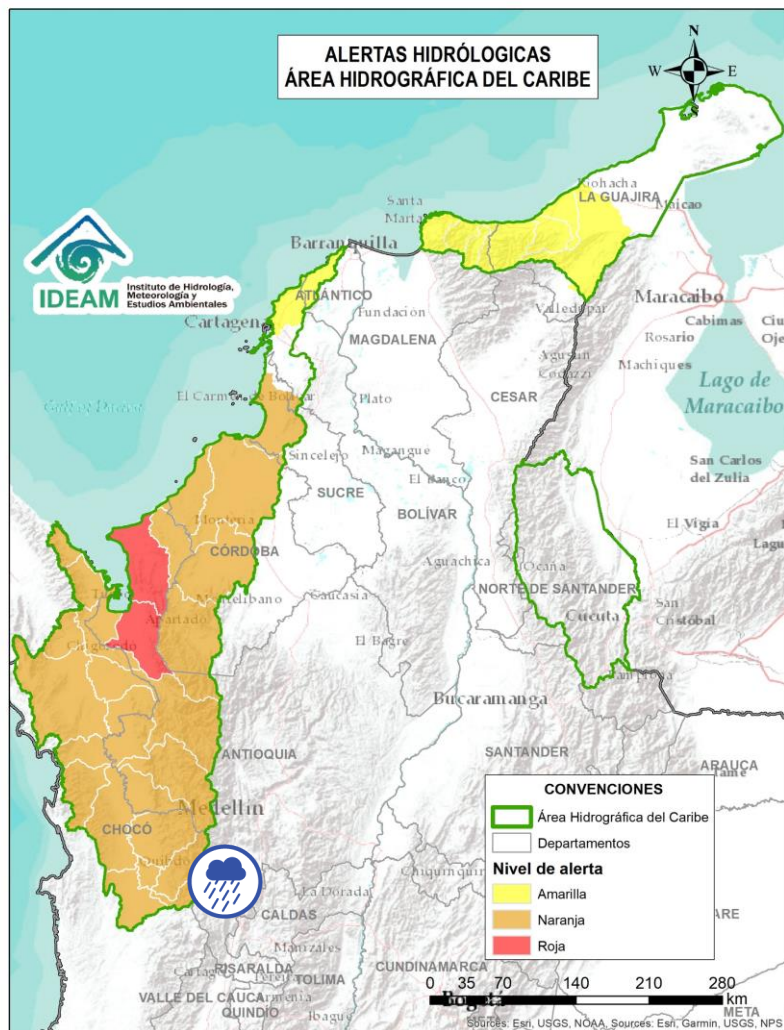 ALERTAS HIDRÓLOGICAS
ÁREA HIDROGRÁFICA DEL CARIBE
N
W
E
S
Riohacha
LA GUAJIRA
Maicao
Santa
Marta
Barranquilla
IDEAM
Instituto de Hidrología,
Meteorología y
Estudios Ambientales
ATLÁNTICO
Cartagen
Fundación
Valledupar
Maracaibo
Cabimas
MAGDALENA
Rosario
Agustín
Codazzi
Machiques
CESAR
Lago de
Maracaibo
El Carmen de Bolívar
Plato
Sincelejo
Magangue
San Carlos
del Zulia
El Banco
SUCRE
BOLÍVAR
Montería
El Vigía
CÓRDOBA
Aguachica
Ocaña
NORTE DE SANTANDER
Caucasia
San
Cristóbal
Apartado
Cúcuta
El Bagre
Bucaramanga
ANTIOQUIA
SANTANDER
ARAUCA
Medellín
CHOCÓ
Quibdó
La Dorada
CALDAS
Manizales
RISARALDA
TOLIMA
CUNDINAMARCA
VALLE DEL CAUCA
Armenia
QUINDÍO
Ibagué
Bogotá
META
CONVENCIONES
Área Hidrográfica del Caribe
Departamentos
Nivel de alerta
Amarilla
Naranja
Roja
0 35 70 140 210 280
km
Sources: Esri, USGS, NOAA, Sources: Esri, Garmin, USGS, NPS